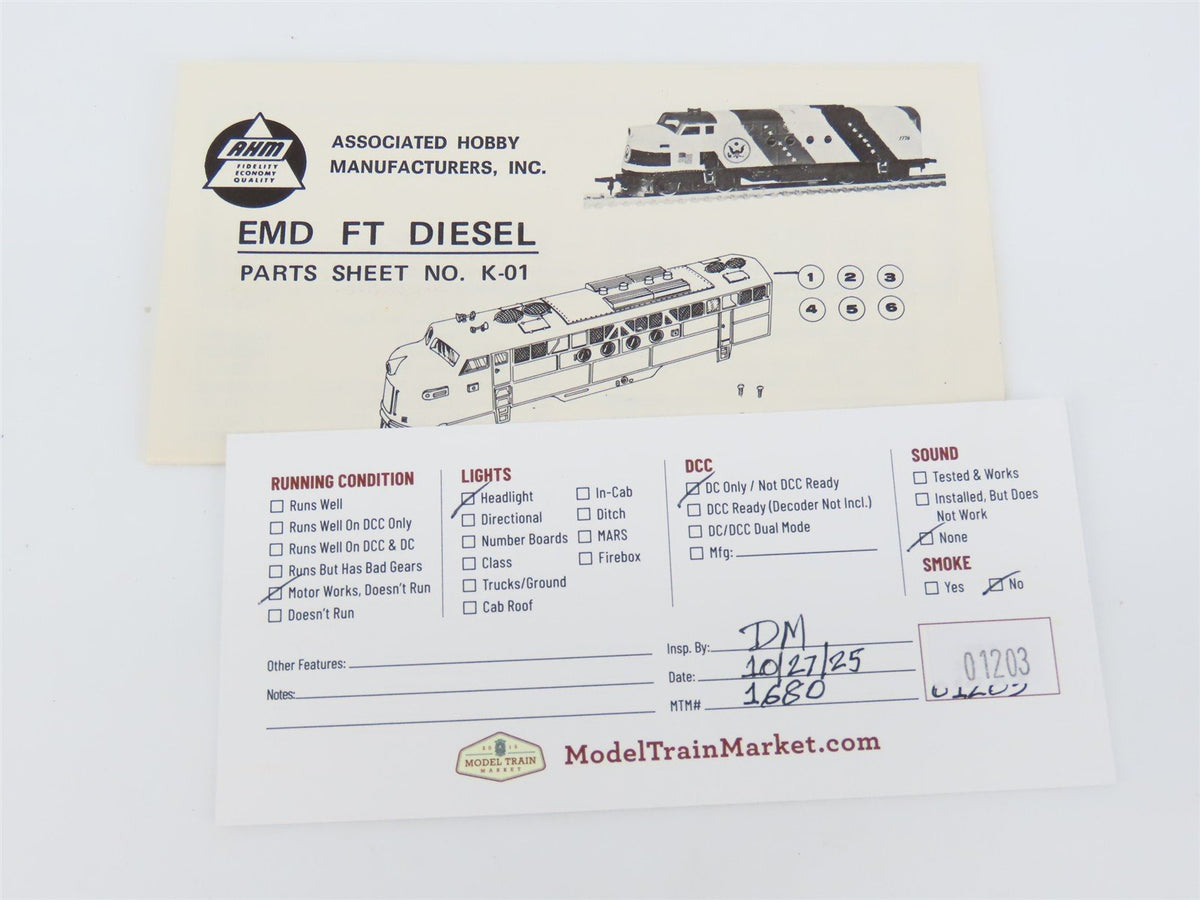 AHM
FIDELITY
ECONOMY
QUALITY
ASSOCIATED HOBBY
MANUFACTURERS, INC.
1776
EMD FT DIESEL
PARTS SHEET NO. K-01
1 2 3
4 5 6
RUNNING CONDITION
Runs Well
Runs Well On DCC Only
Runs Well On DCC & DC
Runs But Has Bad Gears
Motor Works, Doesn't Run
Doesn't Run
LIGHTS
Headlight
Directional
Number Boards
Class
Trucks/Ground
Cab Roof
In-Cab
Ditch
MARS
Firebox
DCC
DC Only / Not DCC Ready
DCC Ready (Decoder Not Incl.)
DC/DCC Dual Mode
Mfg:
SOUND
Tested & Works
Installed, But Does
Not Work
None
SMOKE
Yes No
Other Features:
Notes:
Insp. By: DM
Date: 10/27/25
MTM# 1680
01203
2015
MODEL TRAIN
MARKET
ModelTrainMarket.com